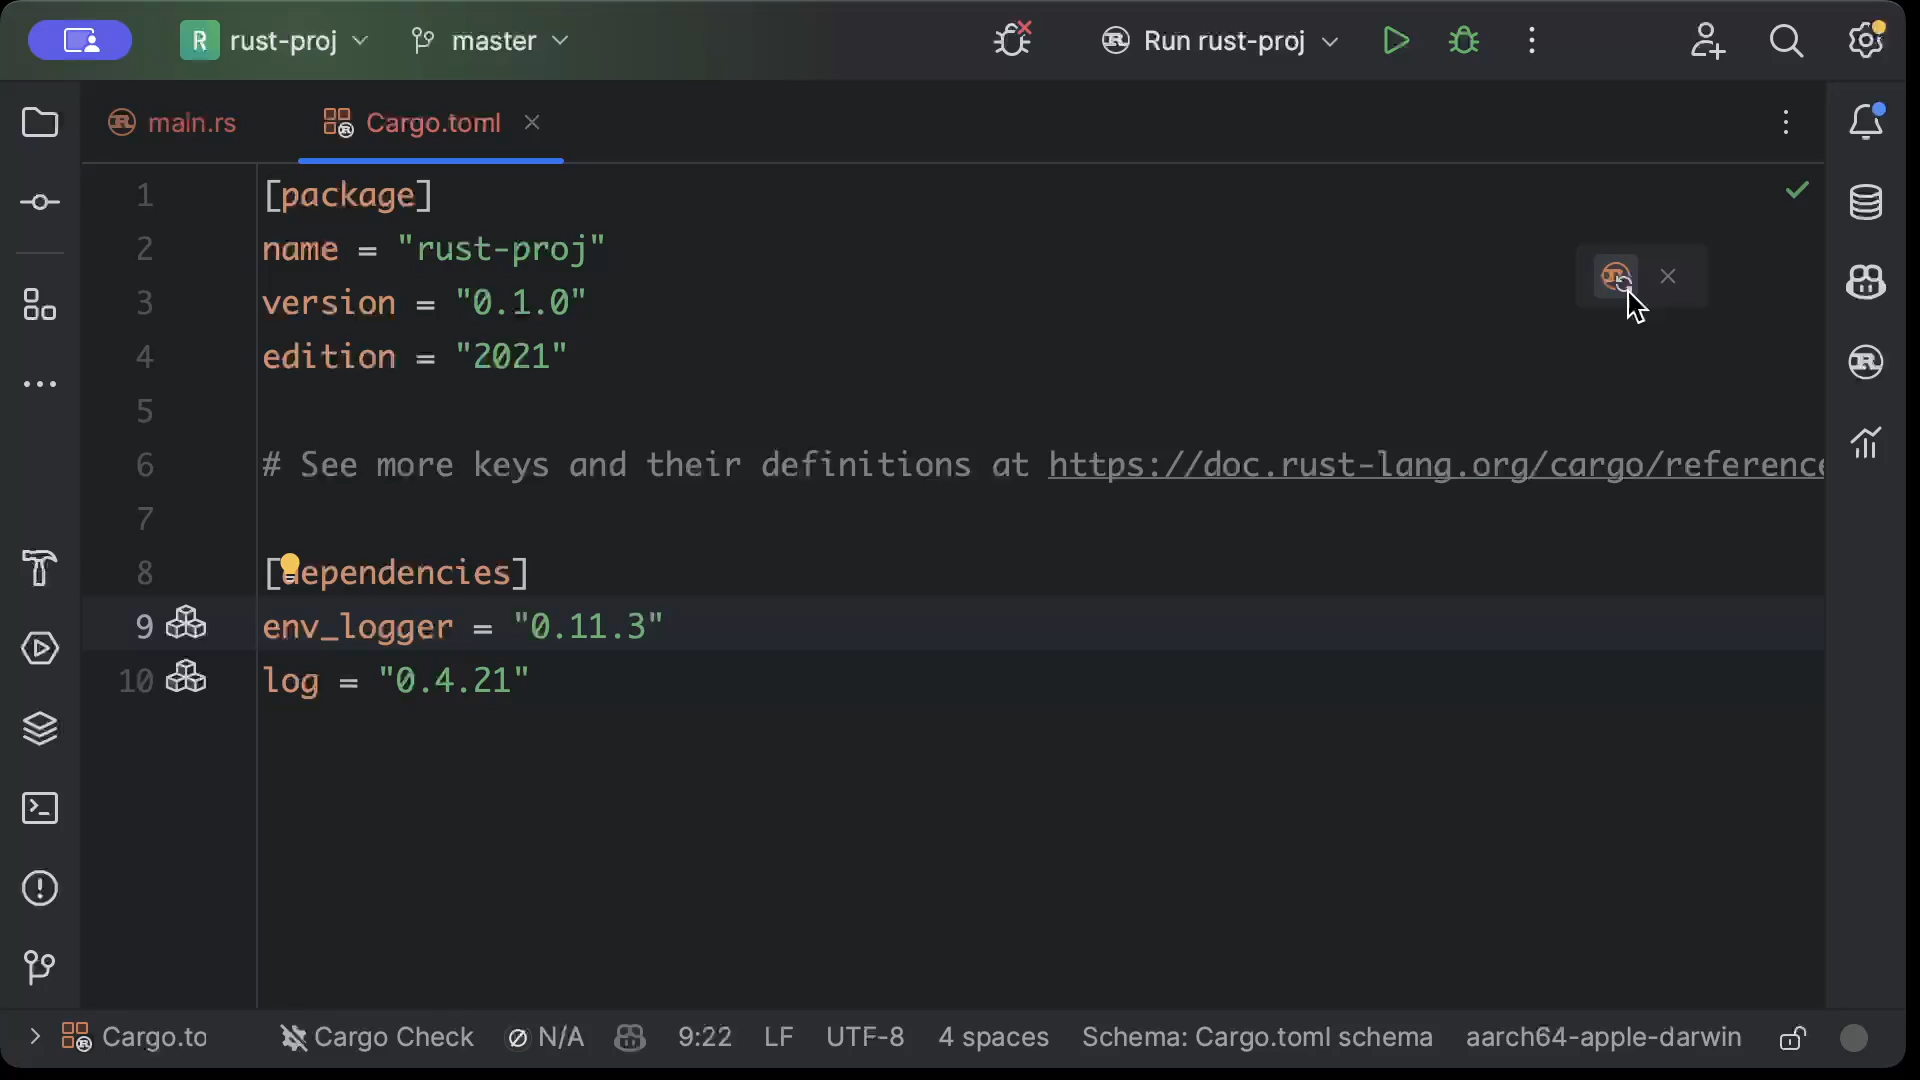 R rust-proj master Run rust-proj
main.rs Cargo.toml
1 [package]
2 name = "rust-proj"
3 version = "0.1.0"
4 edition = "2021"
5
6 # See more keys and their definitions at https://doc.rust-lang.org/cargo/reference
7
8 [dependencies]
9 env_logger = "0.11.3"
10 log = "0.4.21"
Cargo.to Cargo Check N/A 9:22 LF UTF-8 4 spaces Schema: Cargo.toml schema aarch64-apple-darwin